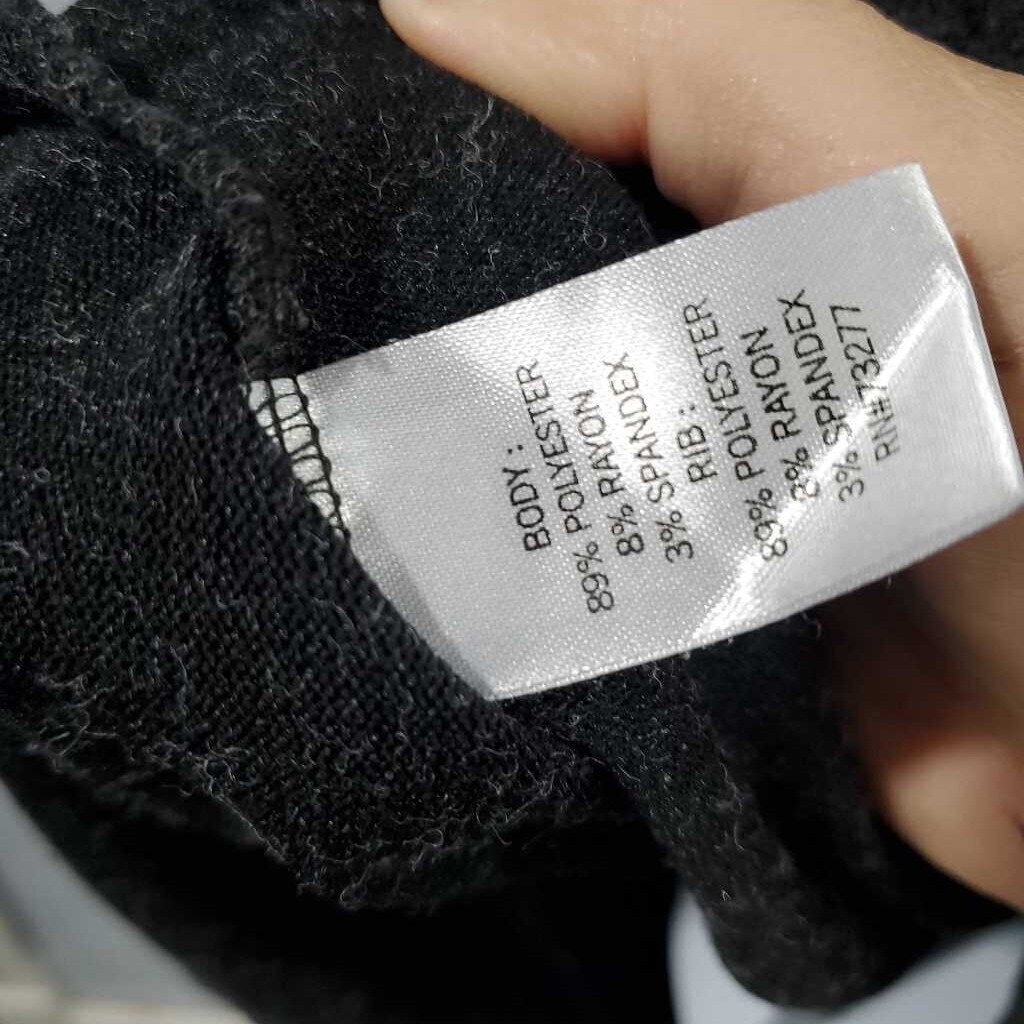 BODY:
89% POLYESTER
8% RAYON
3% SPANDEX
RIB:
89% POLYESTER
8% RAYON
3% SPANDEX
RN#73277